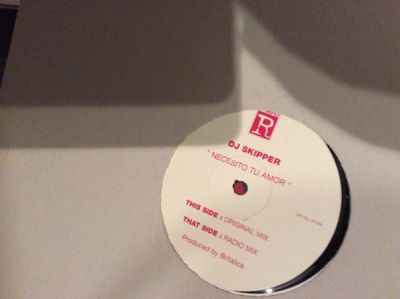 R
DJ SKIPPER
" NECESITO TU AMOR "
THIS SIDE : ORIGINAL MIX
THAT SIDE : RADIO MIX
Produced by Britalics